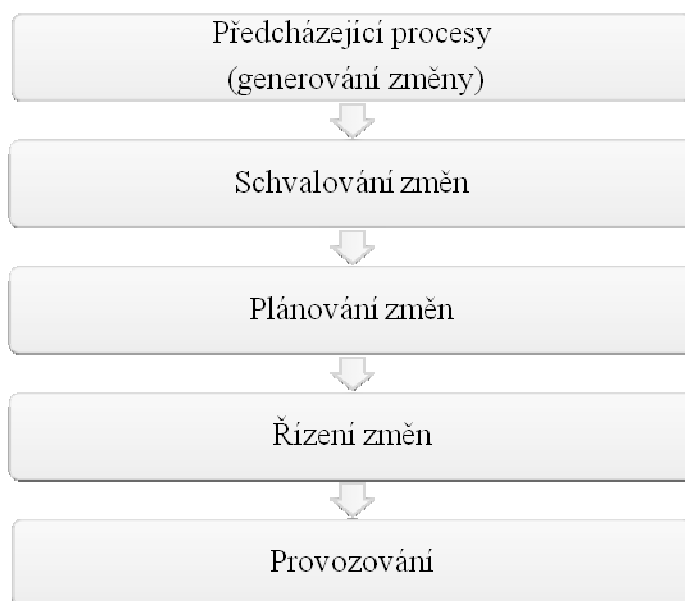 Předcházející procesy
(generování změny)
Schvalování změn
Plánování změn
Řízení změn
Provozování